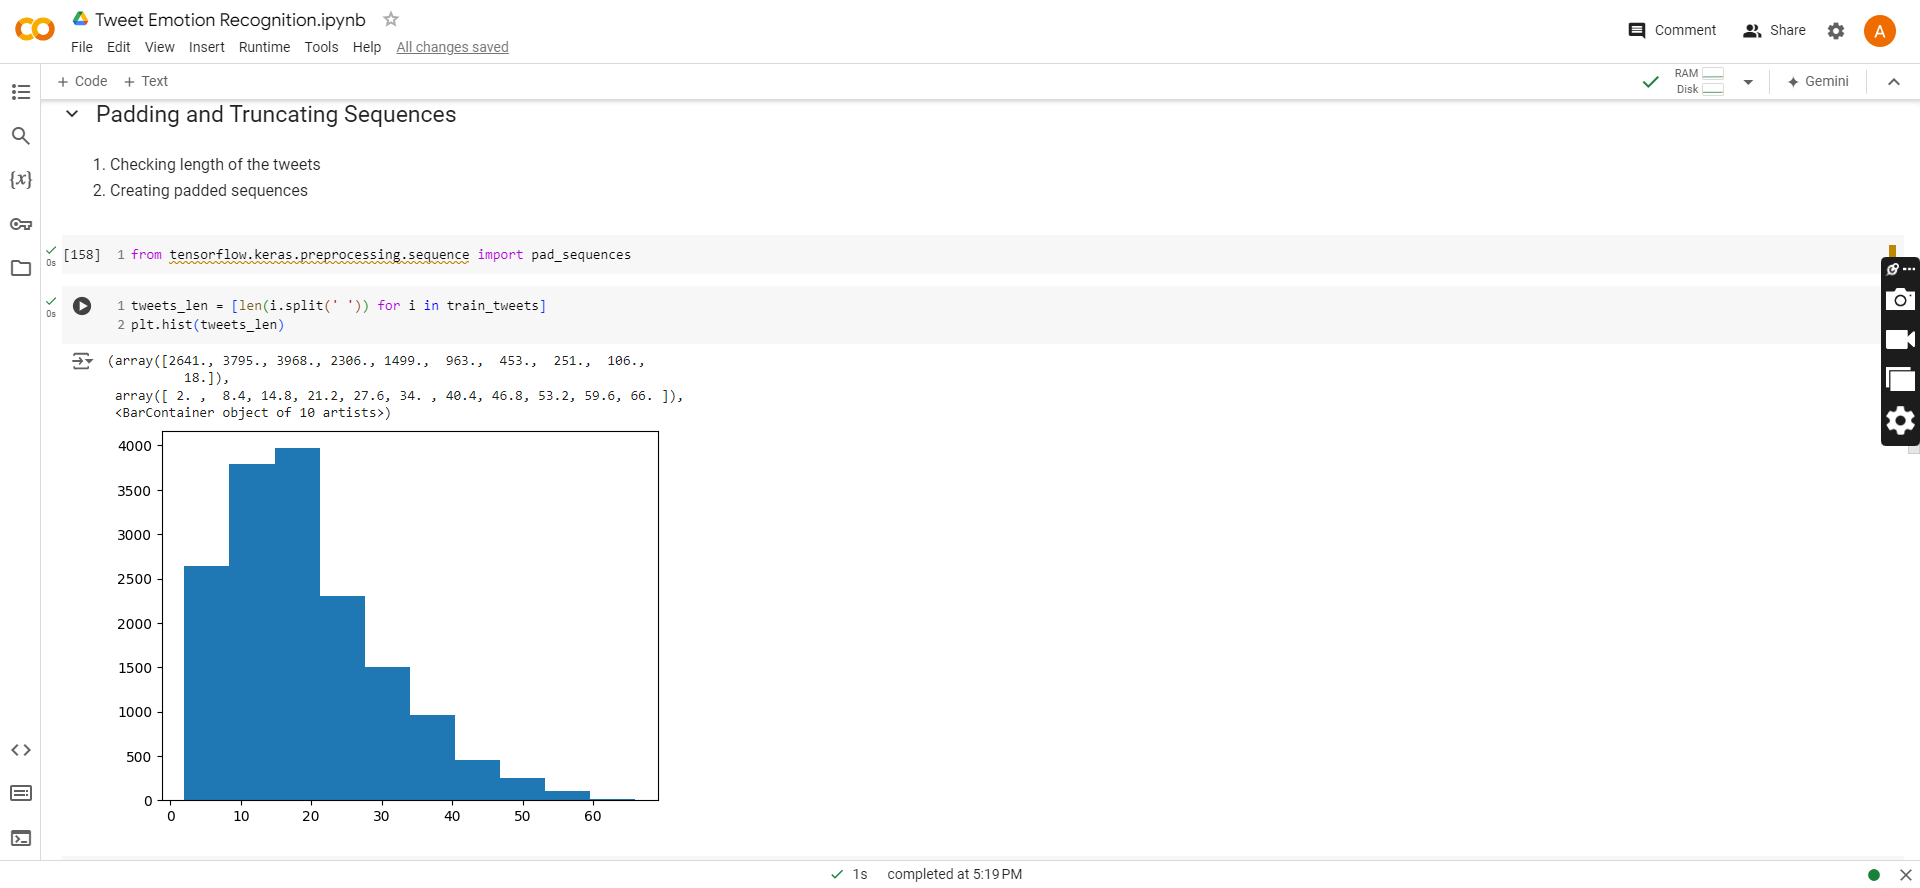 Tweet Emotion Recognition.ipynb
File Edit View Insert Runtime Tools Help All changes saved
Comment Share A
+ Code + Text
RAM
Disk
Gemini
Padding and Truncating Sequences
1. Checking length of the tweets
2. Creating padded sequences
{x}
0s
[158] 1 from tensorflow.keras.preprocessing.sequence import pad_sequences
0s
1 tweets_len = [len(i.split(' ')) for i in train_tweets]
2 plt.hist(tweets_len)
(array([2641., 3795., 3968., 2306., 1499., 963., 453., 251., 106.,
18.]),
array([ 2. , 8.4, 14.8, 21.2, 27.6, 34. , 40.4, 46.8, 53.2, 59.6, 66. ]),
<BarContainer object of 10 artists>)
4000
3500
3000
2500
2000
1500
1000
500
0
0 10 20 30 40 50 60
1s completed at 5:19 PM